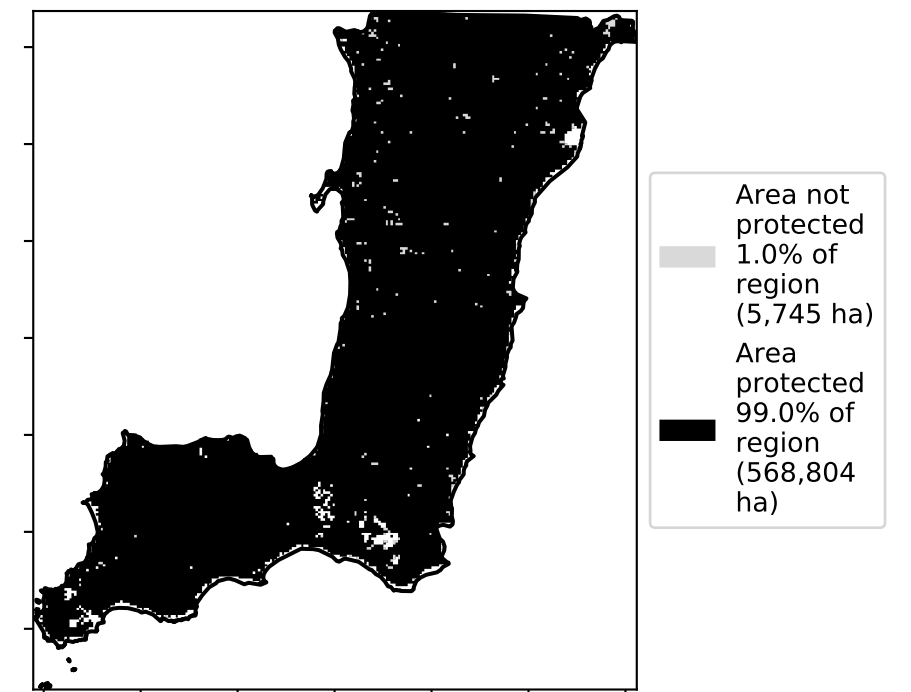 Area not
protected
1.0% of
region
(5,745 ha)
Area
protected
99.0% of
region
(568,804
ha)